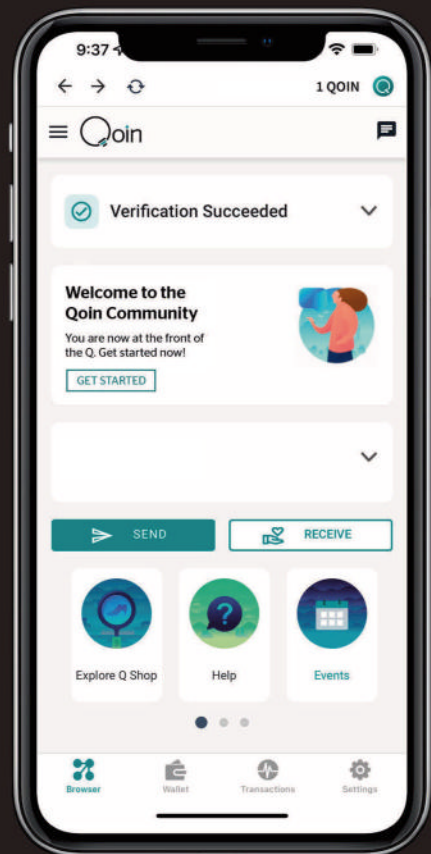 9:37
1 QOIN
Qoin
Verification Succeeded
Welcome to the
Qoin Community
You are now at the front of
the Q. Get started now!
GET STARTED
SEND
RECEIVE
Explore Q Shop
Help
Events
Browser
Wallet
Transactions
Settings